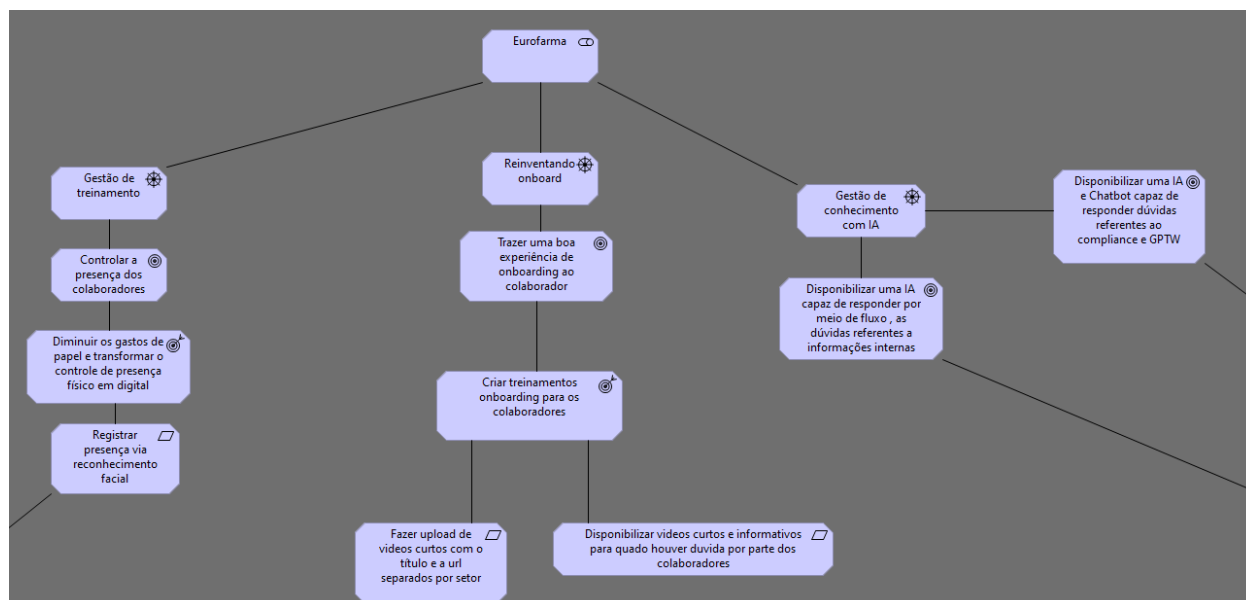 Eurofarma
Gestão de
treinamento
Reinventando
onboard
Gestão de
conhecimento
com IA
Disponibilizar uma IA
e Chatbot capaz de
responder dúvidas
referentes ao
compliance e GPTW
Controlar a
presença dos
colaboradores
Trazer uma boa
experiência de
onboarding ao
colaborador
Disponibilizar uma IA
capaz de responder por
meio de fluxo , as
dúvidas referentes a
informações internas
Diminuir os gastos de
papel e transformar o
controle de presença
físico em digital
Criar treinamentos
onboarding para os
colaboradores
Registrar
presença via
reconhecimento
facial
Fazer upload de
videos curtos com o
título e a url
separados por setor
Disponibilizar videos curtos e informativos
para quado houver duvida por parte dos
colaboradores